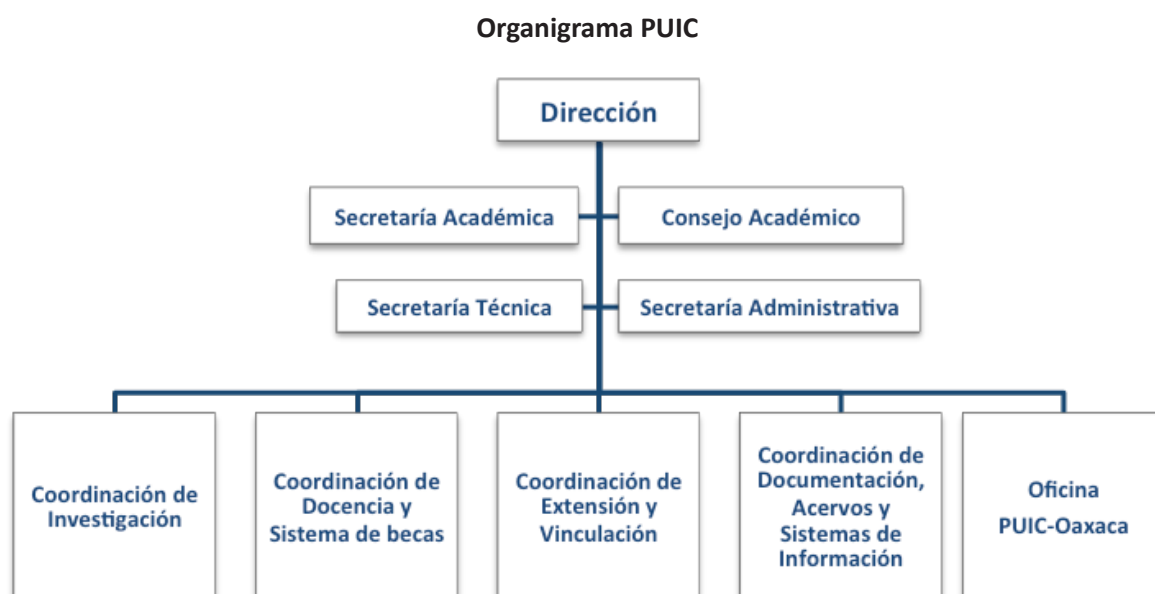 Organigrama PUIC
Dirección
Secretaría Académica
Consejo Académico
Secretaría Técnica
Secretaría Administrativa
Coordinación de
Investigación
Coordinación de
Docencia y
Sistema de becas
Coordinación de
Extensión y
Vinculación
Coordinación de
Documentación,
Acervos y
Sistemas de
Información
Oficina
PUIC-Oaxaca